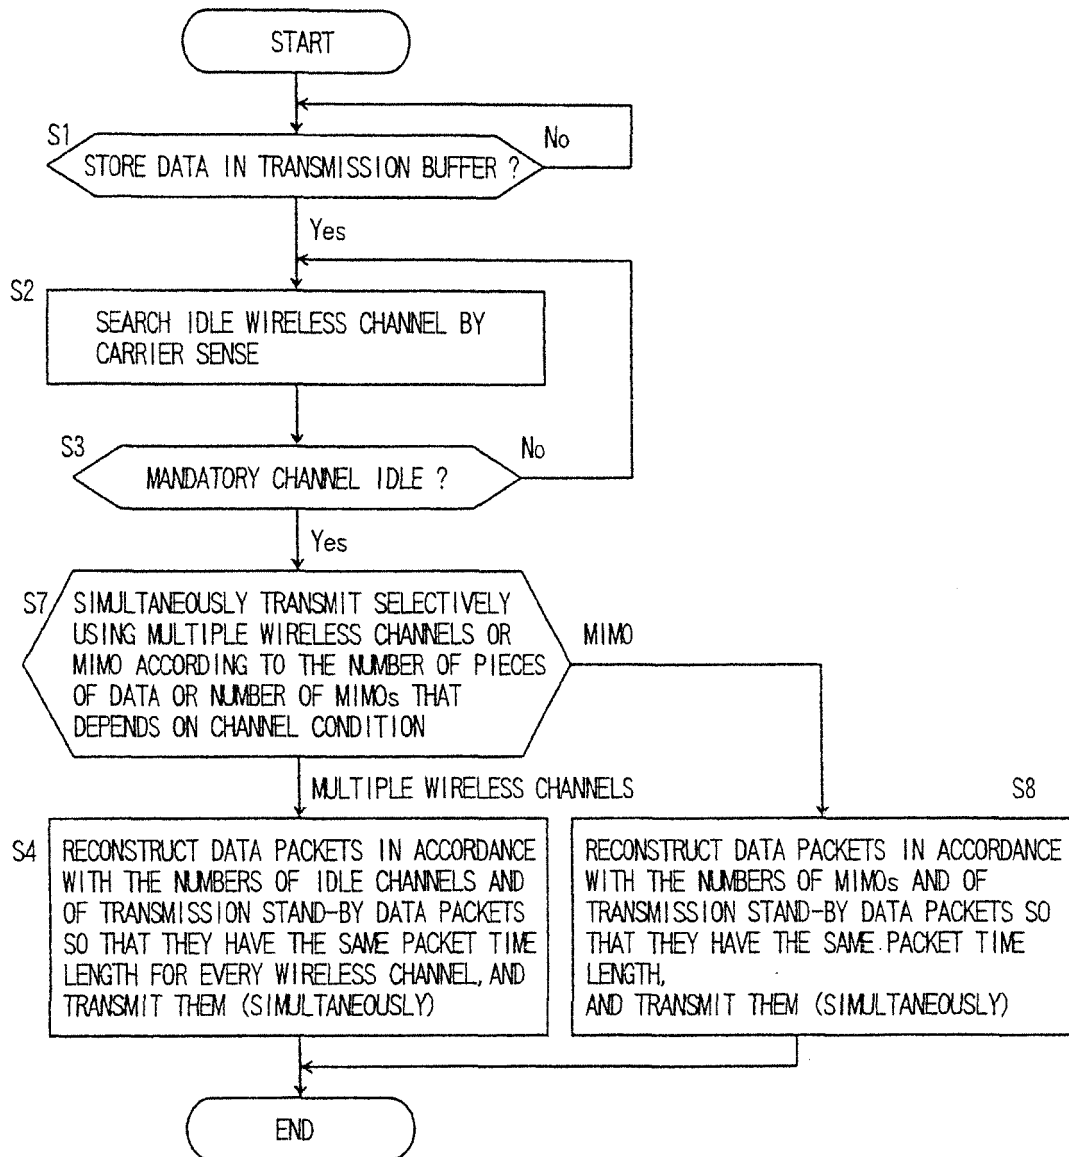 START
S1
No
STORE DATA IN TRANSMISSION BUFFER ?
Yes
S2
SEARCH IDLE WIRELESS CHANNEL BY
CARRIER SENSE
S3
No
MANDATORY CHANNEL IDLE ?
Yes
S7
SIMULTANEOUSLY TRANSMIT SELECTIVELY
USING MULTIPLE WIRELESS CHANNELS OR
MIMO ACCORDING TO THE NUMBER OF PIECES
OF DATA OR NUMBER OF MIMOs THAT
DEPENDS ON CHANNEL CONDITION
MIMO
MULTIPLE WIRELESS CHANNELS
S4
RECONSTRUCT DATA PACKETS IN ACCORDANCE
WITH THE NUMBERS OF IDLE CHANNELS AND
OF TRANSMISSION STAND-BY DATA PACKETS
SO THAT THEY HAVE THE SAME PACKET TIME
LENGTH FOR EVERY WIRELESS CHANNEL, AND
TRANSMIT THEM (SIMULTANEOUSLY)
S8
RECONSTRUCT DATA PACKETS IN ACCORDANCE
WITH THE NUMBERS OF MIMOs AND OF
TRANSMISSION STAND-BY DATA PACKETS SO
THAT THEY HAVE THE SAME PACKET TIME
LENGTH,
AND TRANSMIT THEM (SIMULTANEOUSLY)
END